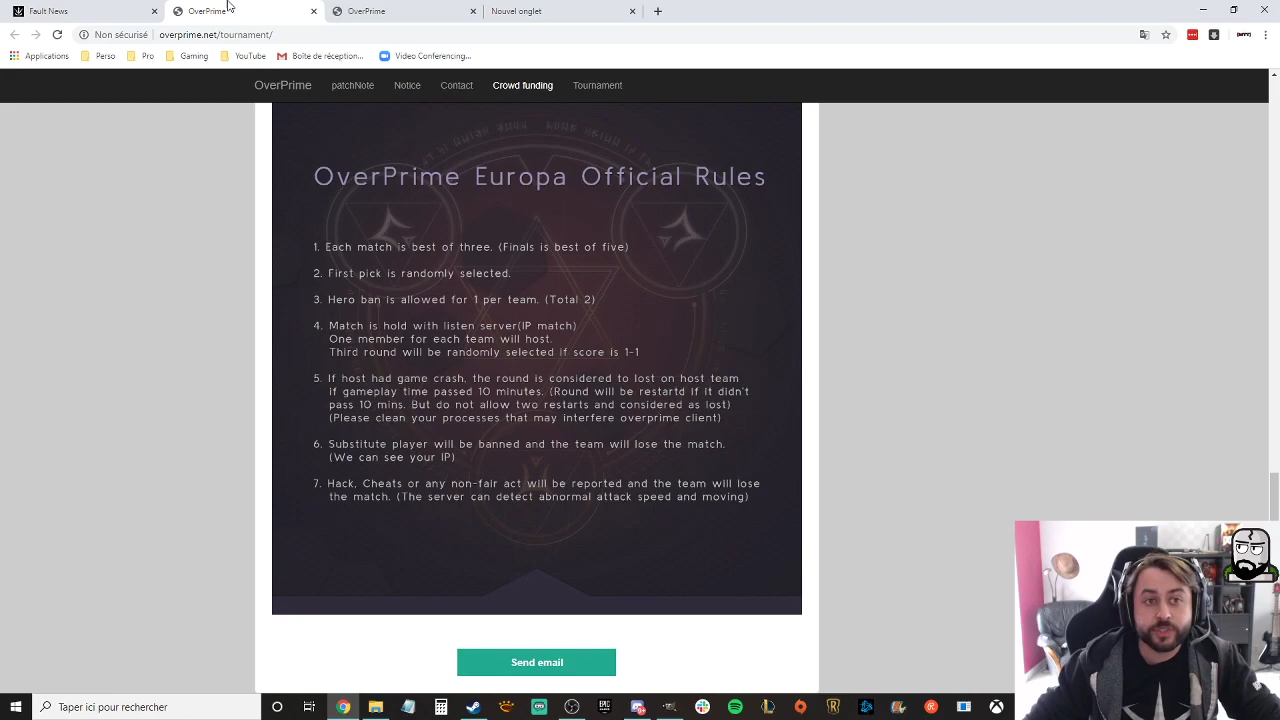 Fault News
OverPrime
OverPrime
Nouvel onglet
Non sécurisé
overprime.net/tournament/
Applications
Perso
Pro
Gaming
YouTube
Boîte de réception...
Video Conferencing...
OverPrime
patchNote
Notice
Contact
Crowd funding
Tournament
OverPrime Europa Official Rules
1. Each match is best of three. (Finals is best of five)
2. First pick is randomly selected.
3. Hero ban is allowed for 1 per team. (Total 2)
4. Match is hold with listen server(IP match)
One member for each team will host.
Third round will be randomly selected if score is 1-1
5. If host had game crash, the round is considered to lost on host team
if gameplay time passed 10 minutes. (Round will be restartd if it didn't
pass 10 mins. But do not allow two restarts and considered as lost)
(Please clean your processes that may interfere overprime client)
6. Substitute player will be banned and the team will lose the match.
(We can see your IP)
7. Hack, Cheats or any non-fair act will be reported and the team will lose
the match. (The server can detect abnormal attack speed and moving)
Send email
Taper ici pour rechercher